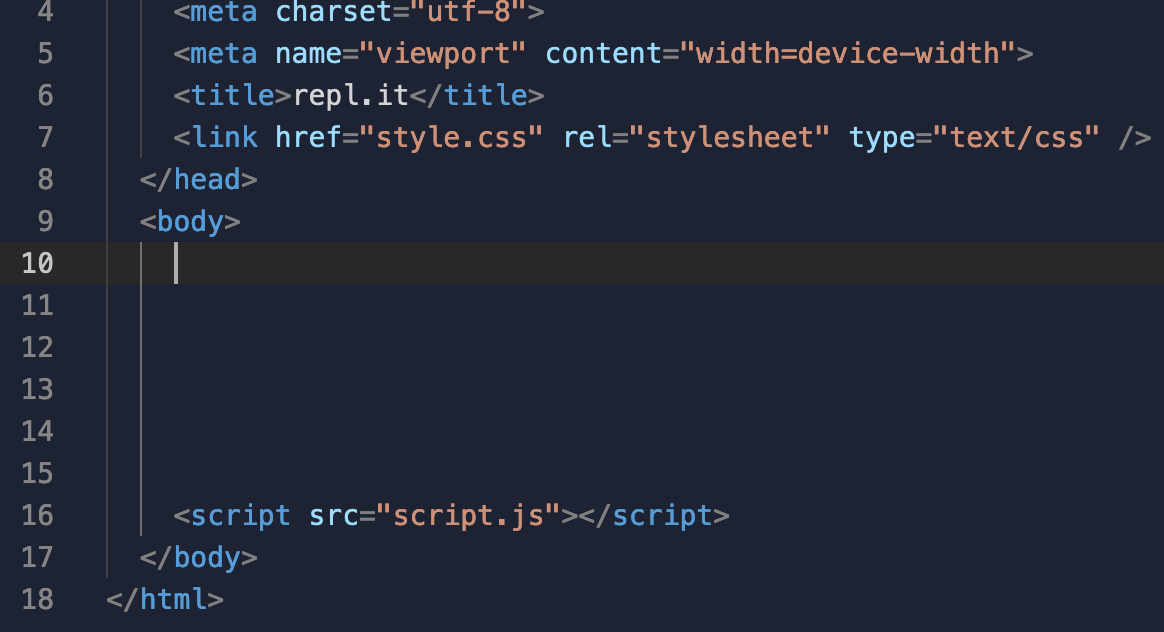 4 <meta charset="utf-8">
5 <meta name="viewport" content="width=device-width">
6 <title>repl.it</title>
7 <link href="style.css" rel="stylesheet" type="text/css" />
8 </head>
9 <body>
10
11
12
13
14
15
16 <script src="script.js"></script>
17 </body>
18 </html>